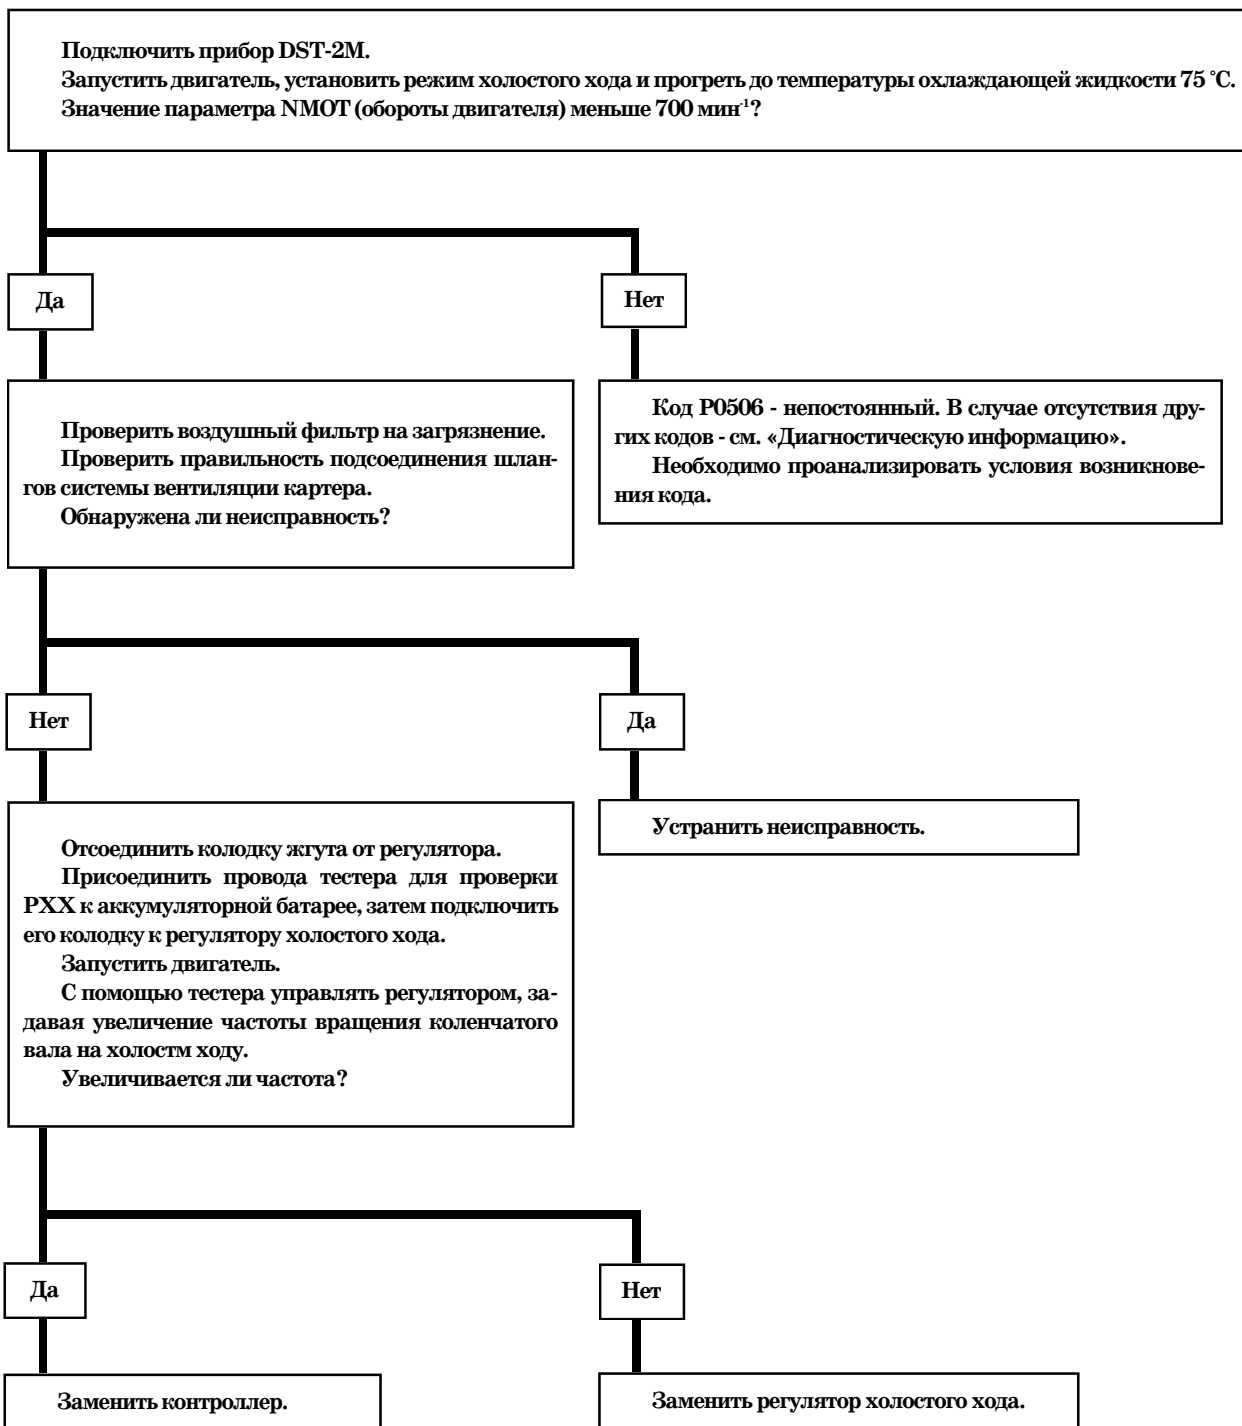 Подключить прибор DST-2M.
Запустить двигатель, установить режим холостого хода и прогреть до температуры охлаждающей жидкости 75 °С.
Значение параметра NMOT (обороты двигателя) меньше 700 мин⁻¹?
Да
Нет
Проверить воздушный фильтр на загрязнение.
Проверить правильность подсоединения шлан-
гов системы вентиляции картера.
Обнаружена ли неисправность?
Код Р0506 - непостоянный. В случае отсутствия дру-
гих кодов - см. «Диагностическую информацию».
Необходимо проанализировать условия возникнове-
ния кода.
Нет
Да
Отсоединить колодку жгута от регулятора.
Присоединить провода тестера для проверки
РХХ к аккумуляторной батарее, затем подключить
его колодку к регулятору холостого хода.
Запустить двигатель.
С помощью тестера управлять регулятором, за-
давая увеличение частоты вращения коленчатого
вала на холостм ходу.
Увеличивается ли частота?
Устранить неисправность.
Да
Нет
Заменить контроллер.
Заменить регулятор холостого хода.